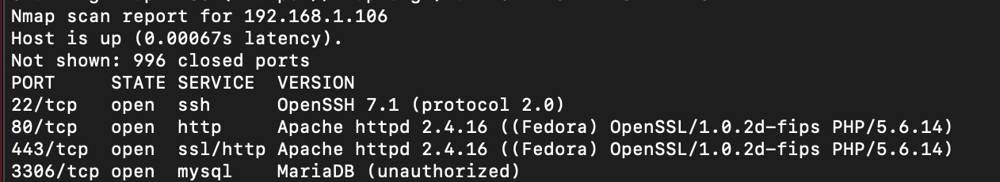 Nmap scan report for 192.168.1.106
Host is up (0.00067s latency).
Not shown: 996 closed ports
PORT     STATE SERVICE  VERSION
22/tcp   open  ssh      OpenSSH 7.1 (protocol 2.0)
80/tcp   open  http     Apache httpd 2.4.16 ((Fedora) OpenSSL/1.0.2d-fips PHP/5.6.14)
443/tcp  open  ssl/http Apache httpd 2.4.16 ((Fedora) OpenSSL/1.0.2d-fips PHP/5.6.14)
3306/tcp open  mysql    MariaDB (unauthorized)